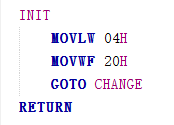 INIT
MOVLW 04H
MOVWF 20H
GOTO CHANGE
RETURN